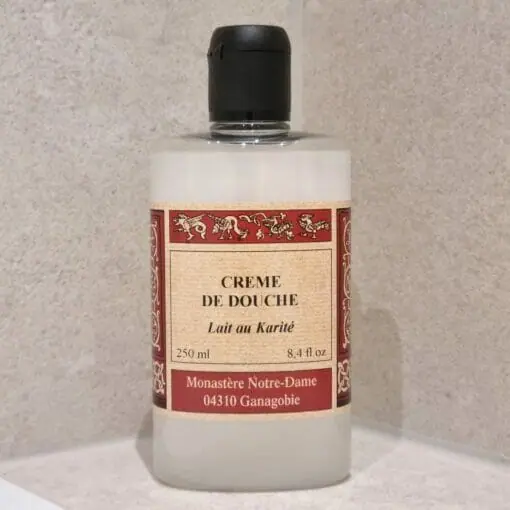 CREME
DE DOUCHE
Lait au Karité
250 ml 8,4 fl oz
Monastère Notre-Dame
04310 Ganagobie